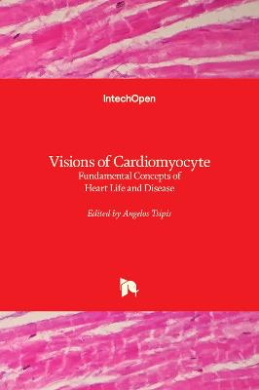 IntechOpen
Visions of Cardiomyocyte
Fundamental Concepts of
Heart Life and Disease
Edited by Angelos Tsipis